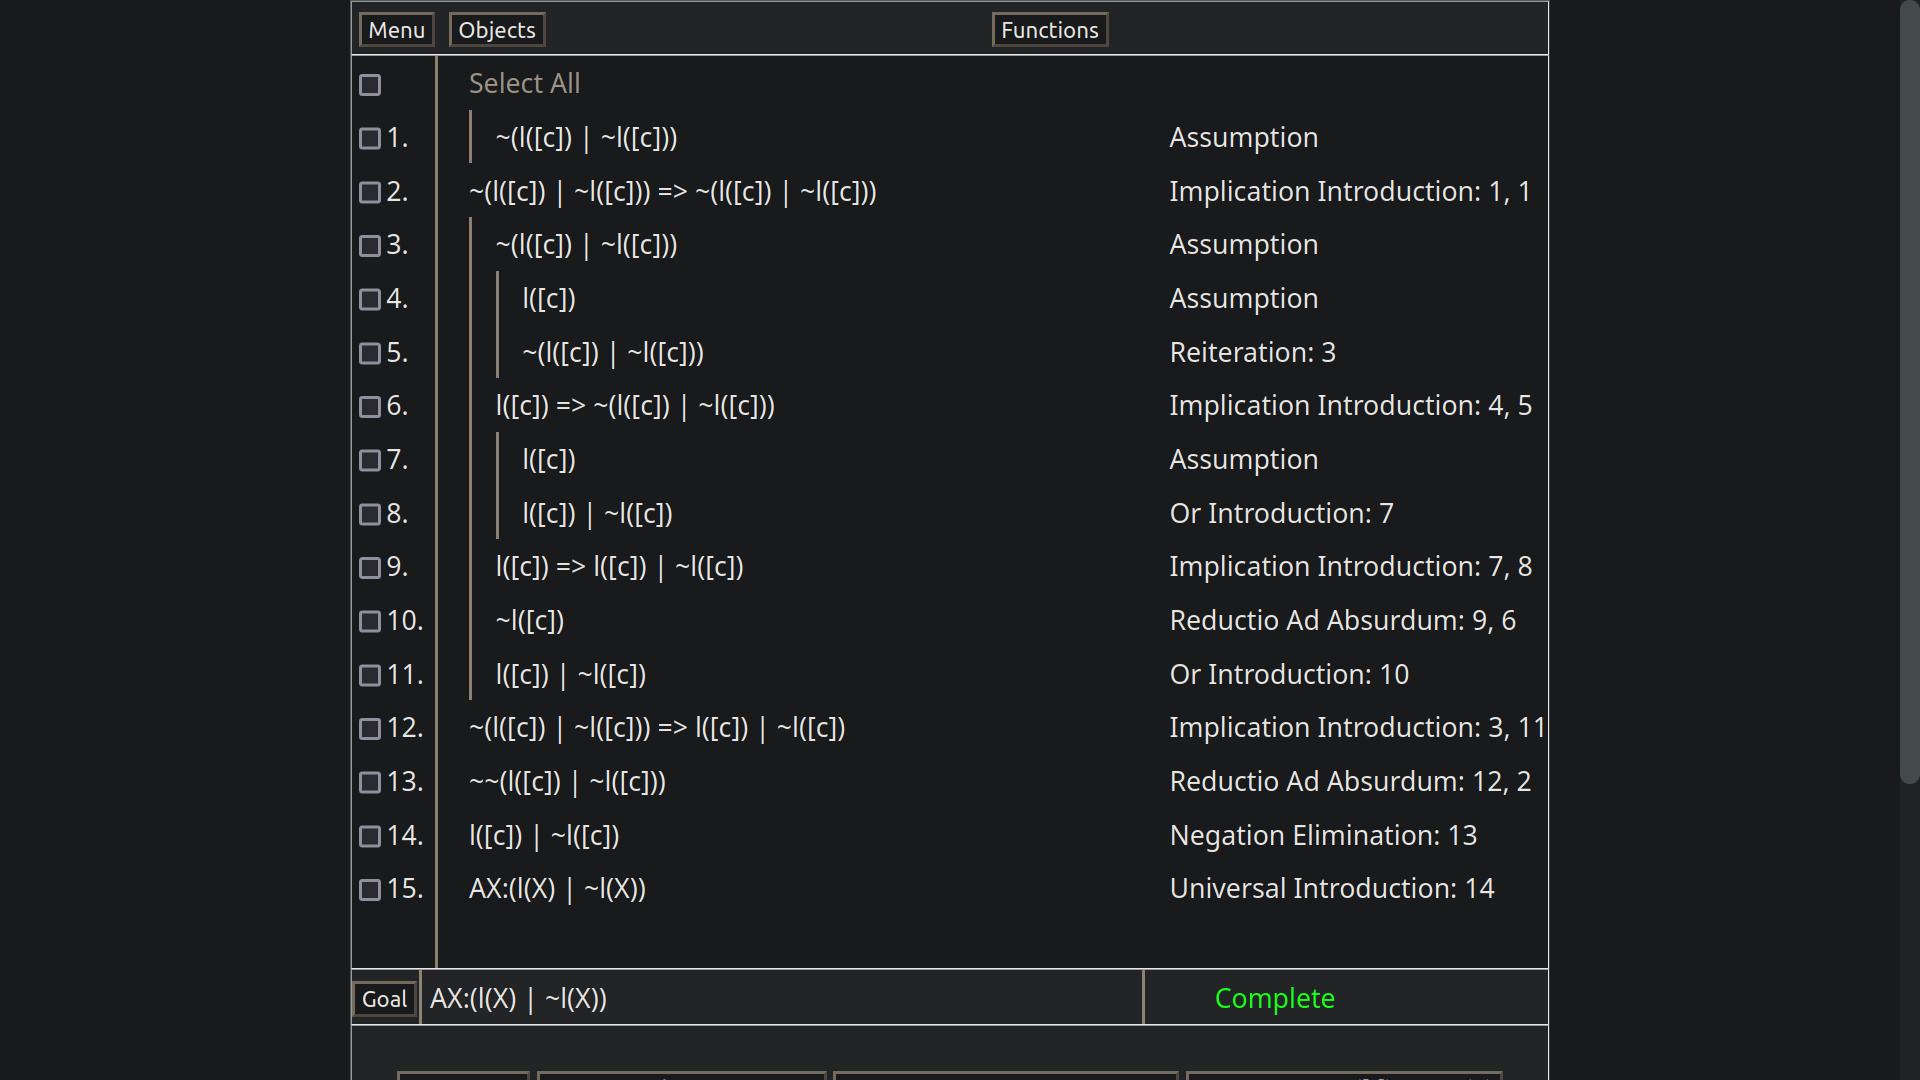 Menu Objects Functions
Select All
1. ~(l([c]) | ~l([c])) Assumption
2. ~(l([c]) | ~l([c])) => ~(l([c]) | ~l([c])) Implication Introduction: 1, 1
3. ~(l([c]) | ~l([c])) Assumption
4. l([c]) Assumption
5. ~(l([c]) | ~l([c])) Reiteration: 3
6. l([c]) => ~(l([c]) | ~l([c])) Implication Introduction: 4, 5
7. l([c]) Assumption
8. l([c]) | ~l([c]) Or Introduction: 7
9. l([c]) => l([c]) | ~l([c]) Implication Introduction: 7, 8
10. ~l([c]) Reductio Ad Absurdum: 9, 6
11. l([c]) | ~l([c]) Or Introduction: 10
12. ~(l([c]) | ~l([c])) => l([c]) | ~l([c]) Implication Introduction: 3, 11
13. ~~(l([c]) | ~l([c])) Reductio Ad Absurdum: 12, 2
14. l([c]) | ~l([c]) Negation Elimination: 13
15. AX:(l(X) | ~l(X)) Universal Introduction: 14
Goal AX:(l(X) | ~l(X)) Complete